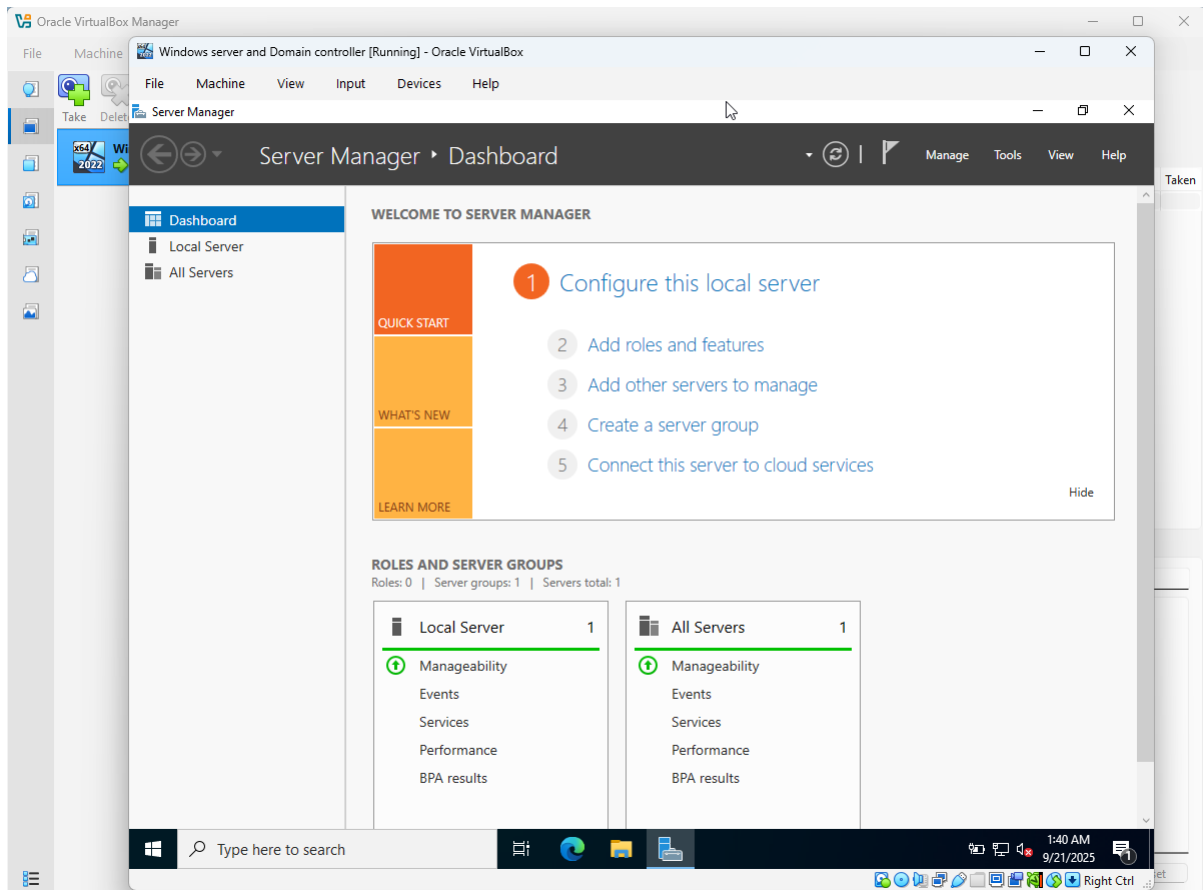 Oracle VirtualBox Manager
File Machine
Windows server and Domain controller [Running] - Oracle VirtualBox
File Machine View Input Devices Help
Take Delet
Server Manager
x64
2022
Wi
Server Manager ‣ Dashboard
Manage Tools View Help
Taken
Dashboard
Local Server
All Servers
WELCOME TO SERVER MANAGER
QUICK START
WHAT'S NEW
LEARN MORE
1 Configure this local server
2 Add roles and features
3 Add other servers to manage
4 Create a server group
5 Connect this server to cloud services
Hide
ROLES AND SERVER GROUPS
Roles: 0 | Server groups: 1 | Servers total: 1
Local Server 1
Manageability
Events
Services
Performance
BPA results
All Servers 1
Manageability
Events
Services
Performance
BPA results
Type here to search
1:40 AM
9/21/2025
1
Right Ctrl